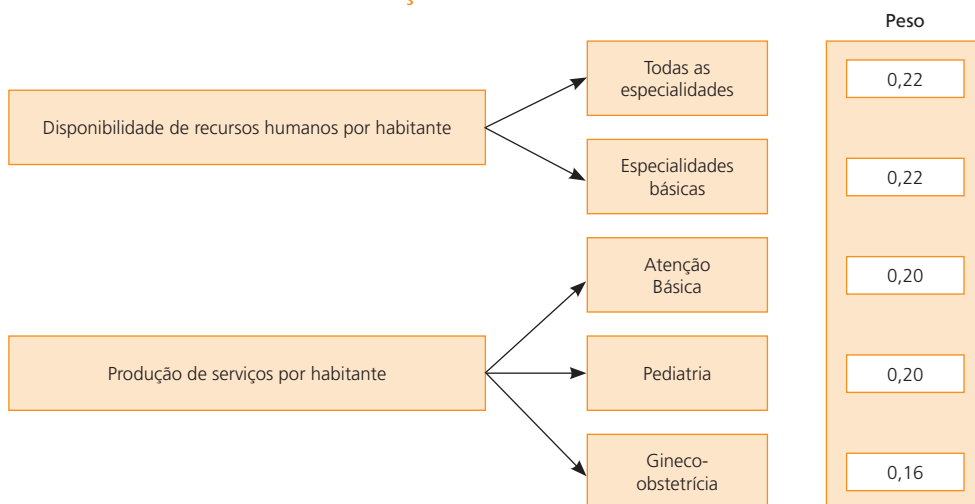 Peso
Todas as
especialidades
0,22
Disponibilidade de recursos humanos por habitante
Especialidades
básicas
0,22
Atenção
Básica
0,20
Produção de serviços por habitante
Pediatria
0,20
Gineco-
obstetrícia
0,16